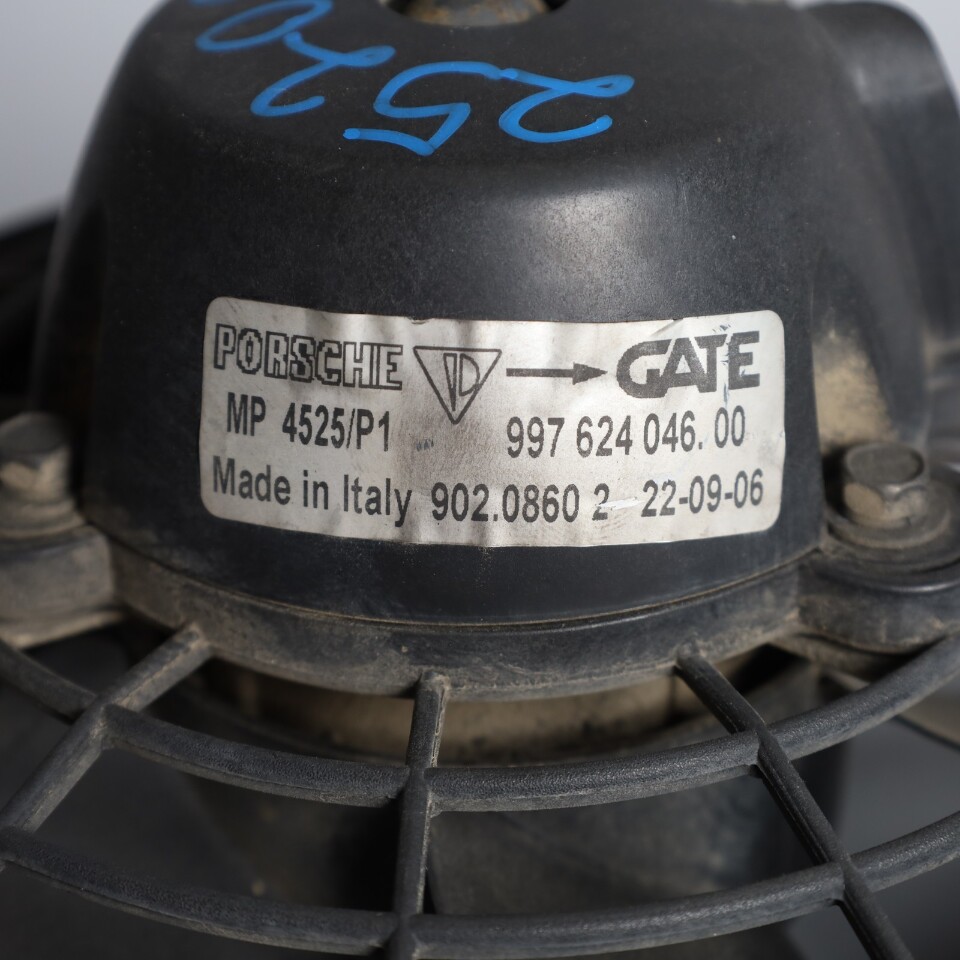 2520
PORSCHE GATE
MP 4525/P1 997 624 046.00
Made in Italy 902.0860 2 22-09-06